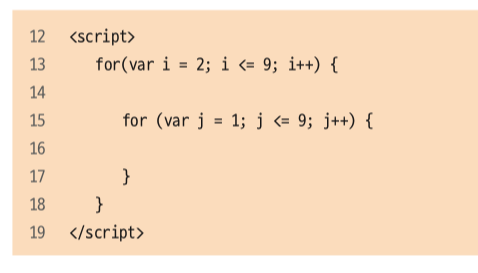 12 <script>
13 for(var i = 2; i <= 9; i++) {
14
15 for (var j = 1; j <= 9; j++) {
16
17 }
18 }
19 </script>